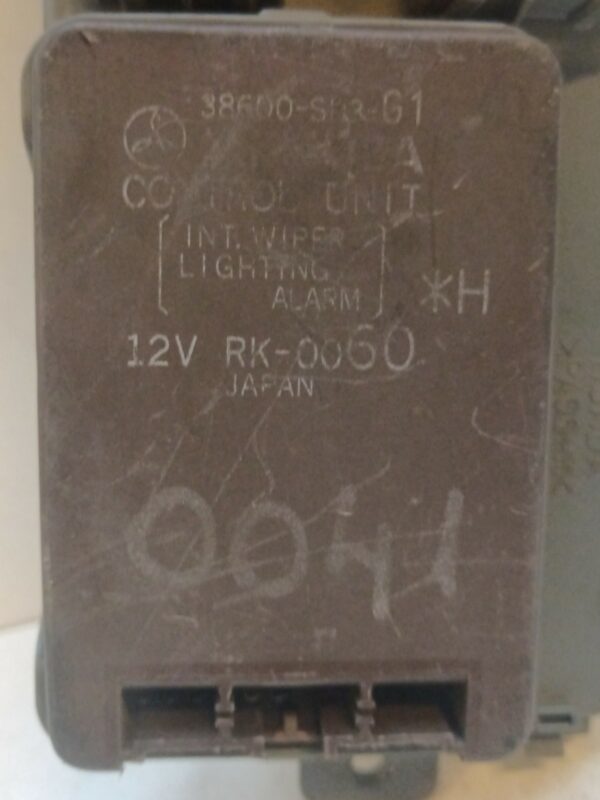 38600-SB3-G1
CONTROL UNIT
INT. WIPER
LIGHTING
ALARM
*H
12V RK-0060
JAPAN
0041